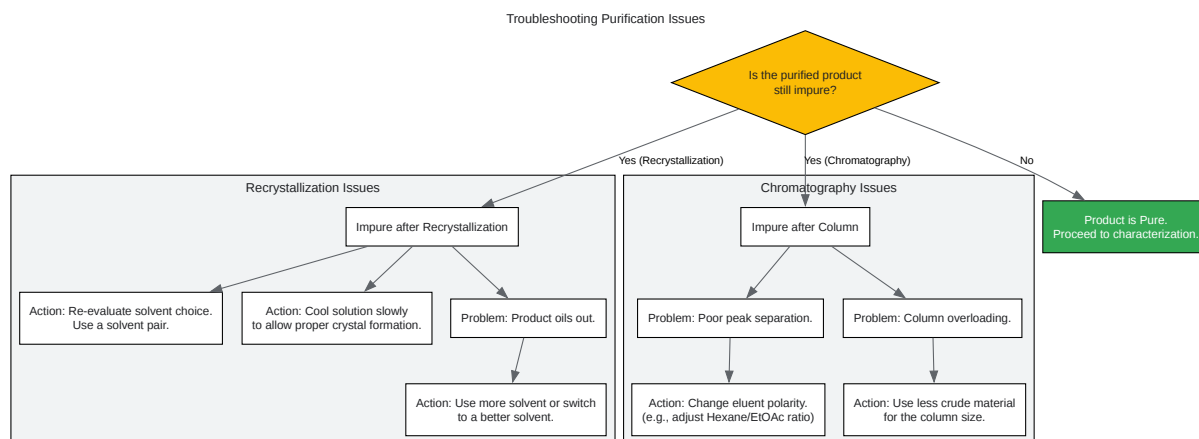 Troubleshooting Purification Issues
Is the purified product
still impure?
Yes (Recrystallization)
Yes (Chromatography)
No
Recrystallization Issues
Chromatography Issues
Impure after Recrystallization
Impure after Column
Product is Pure.
Proceed to characterization.
Action: Re-evaluate solvent choice.
Use a solvent pair.
Action: Cool solution slowly
to allow proper crystal formation.
Problem: Product oils out.
Problem: Poor peak separation.
Problem: Column overloading.
Action: Use more solvent or switch
to a better solvent.
Action: Change eluent polarity.
(e.g., adjust Hexane/EtOAc ratio)
Action: Use less crude material
for the column size.